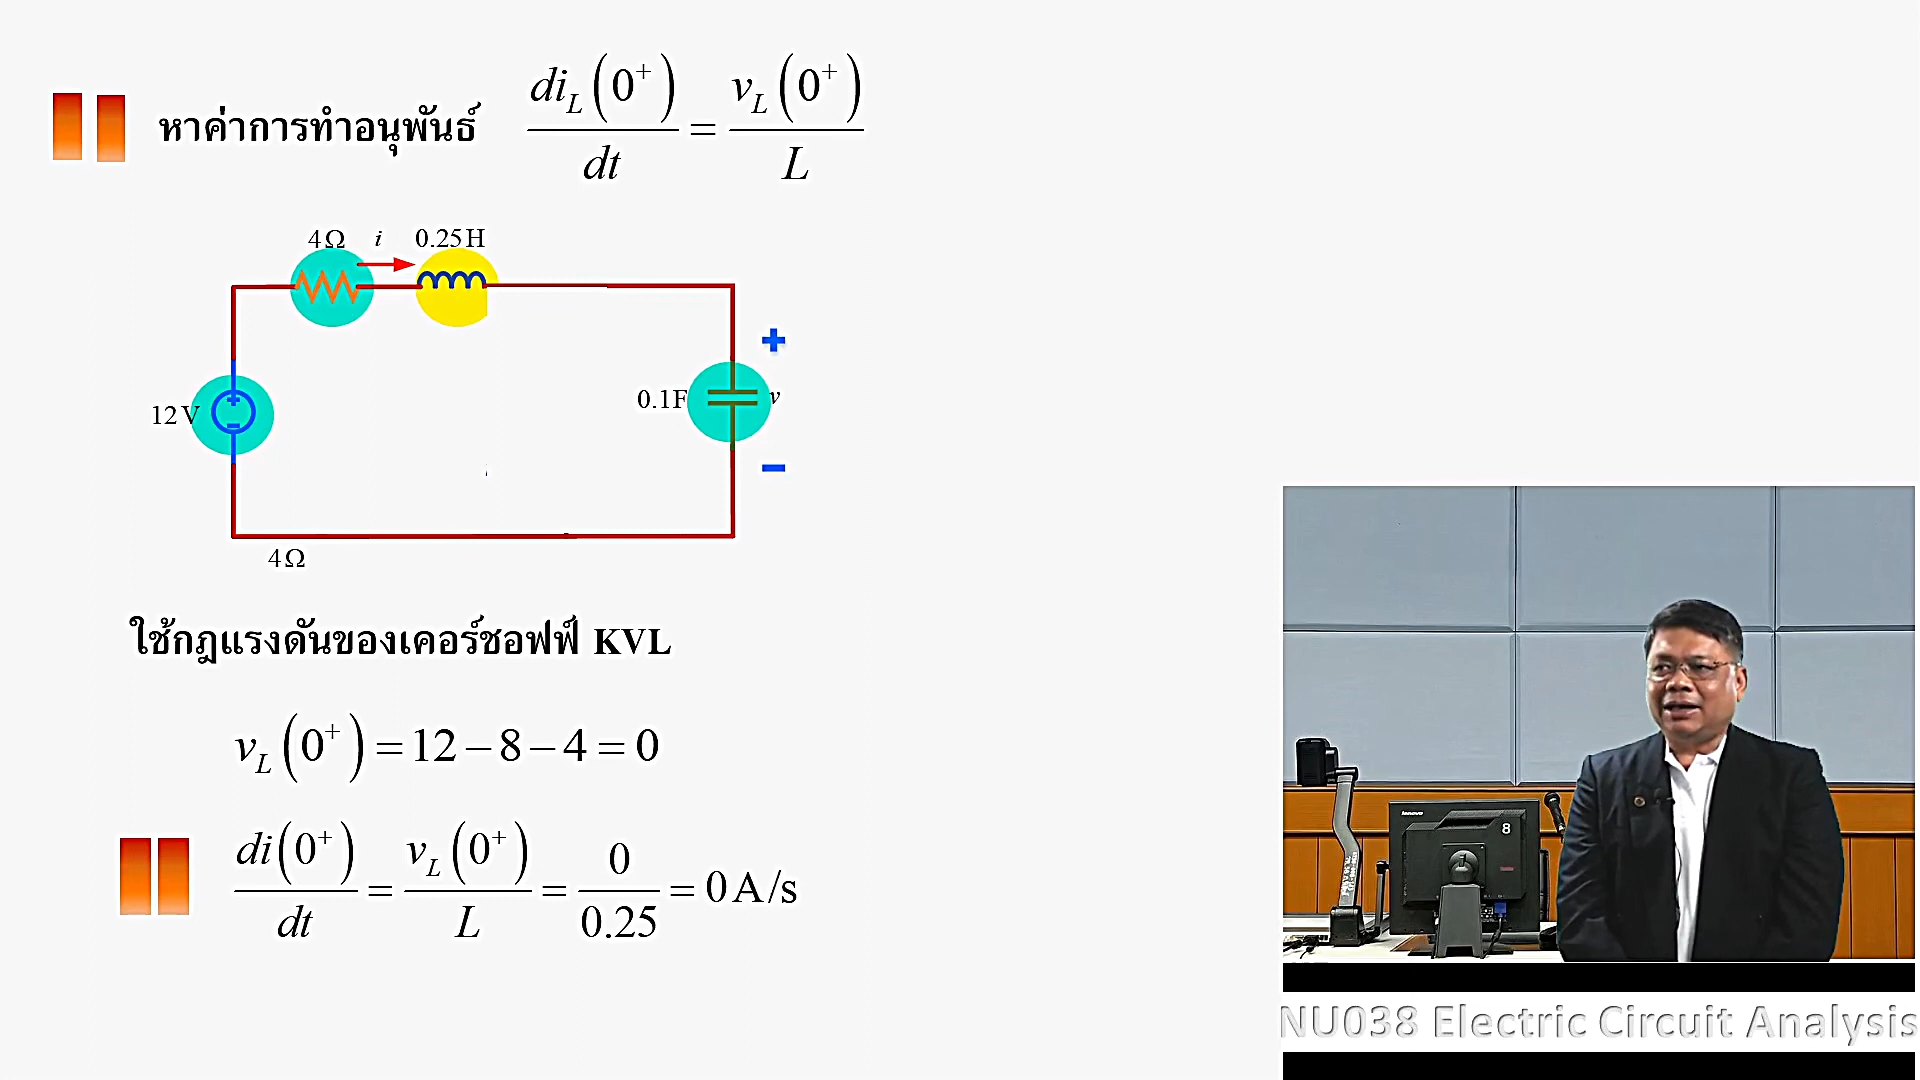 หาค่าการทำอนุพันธ์ di_L(0⁺)/dt = v_L(0⁺)/L
4Ω i 0.25H
+
12V 0.1F v
−
4Ω
ใช้กฎแรงดันของเคอร์ชอฟฟ์ KVL
v_L(0⁺) = 12 − 8 − 4 = 0
di(0⁺)/dt = v_L(0⁺)/L = 0/0.25 = 0 A/s
lenovo
8
NU038 Electric Circuit Analysis